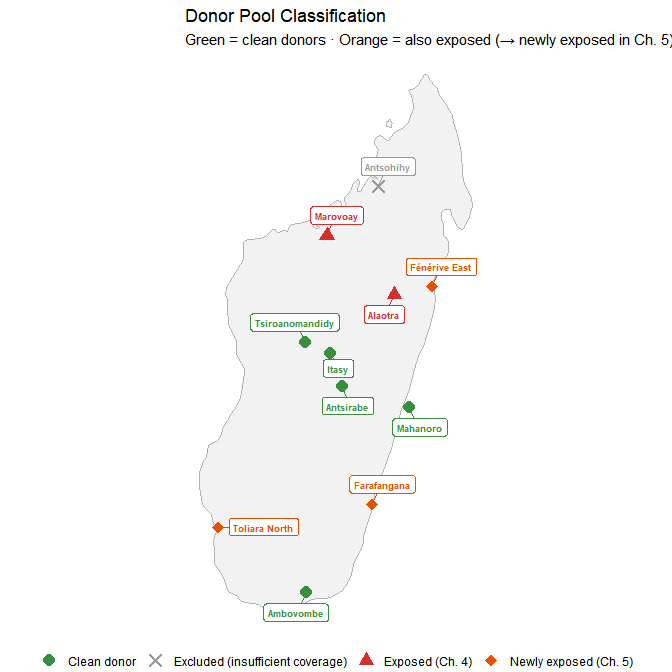 Donor Pool Classification
Green = clean donors · Orange = also exposed (→ newly exposed in Ch. 5)
Antsohihy
Marovoay
Fénérive East
Alaotra
Tsiroanomandidy
Itasy
Antsirabe
Mahanoro
Farafangana
Toliara North
Ambovombe
Clean donor
Excluded (insufficient coverage)
Exposed (Ch. 4)
Newly exposed (Ch. 5)